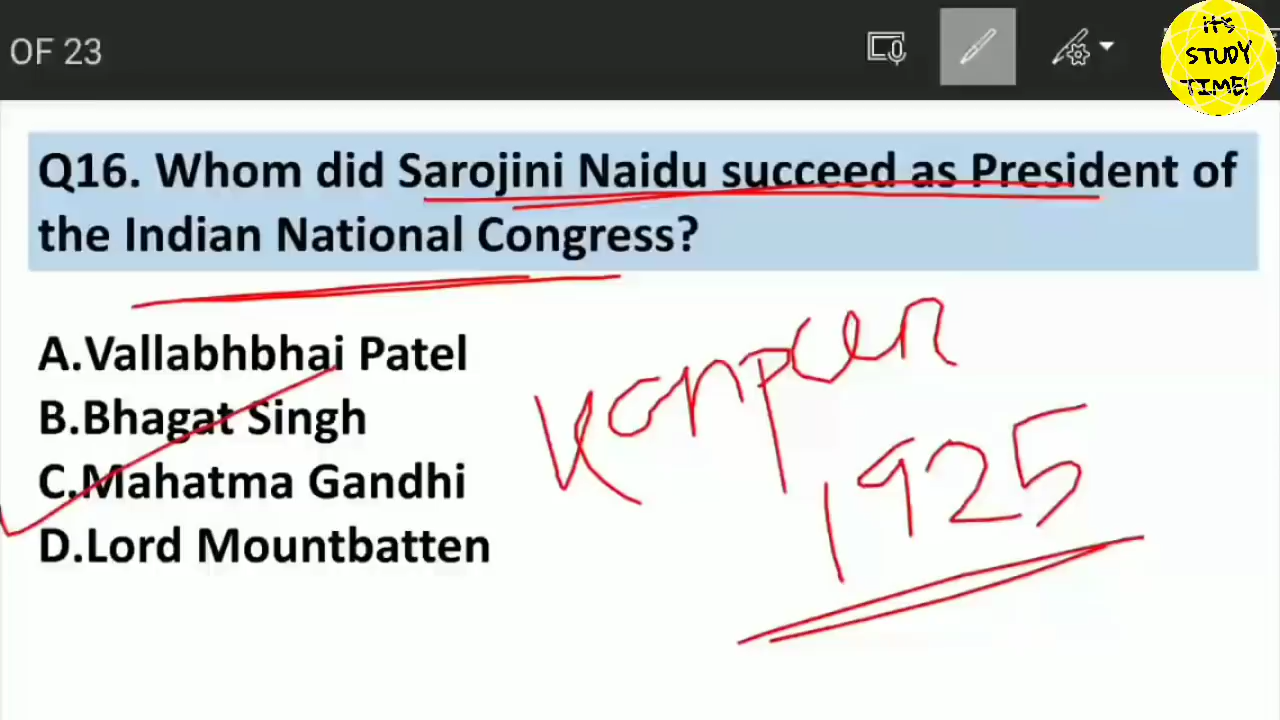 OF 23
ITS
STUDY
TIME!
Q16. Whom did Sarojini Naidu succeed as President of
the Indian National Congress?
A.Vallabhbhai Patel
B.Bhagat Singh
C.Mahatma Gandhi
D.Lord Mountbatten
Kanpur
1925